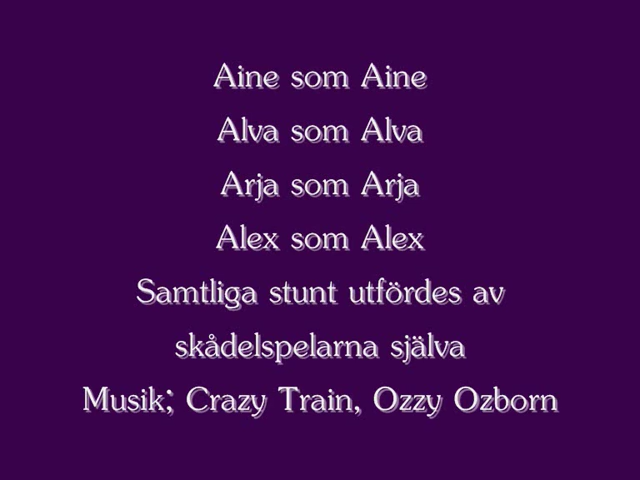 Aine som Aine
Alva som Alva
Arja som Arja
Alex som Alex
Samtliga stunt utfördes av
skådelspelarna själva
Musik; Crazy Train, Ozzy Ozborn